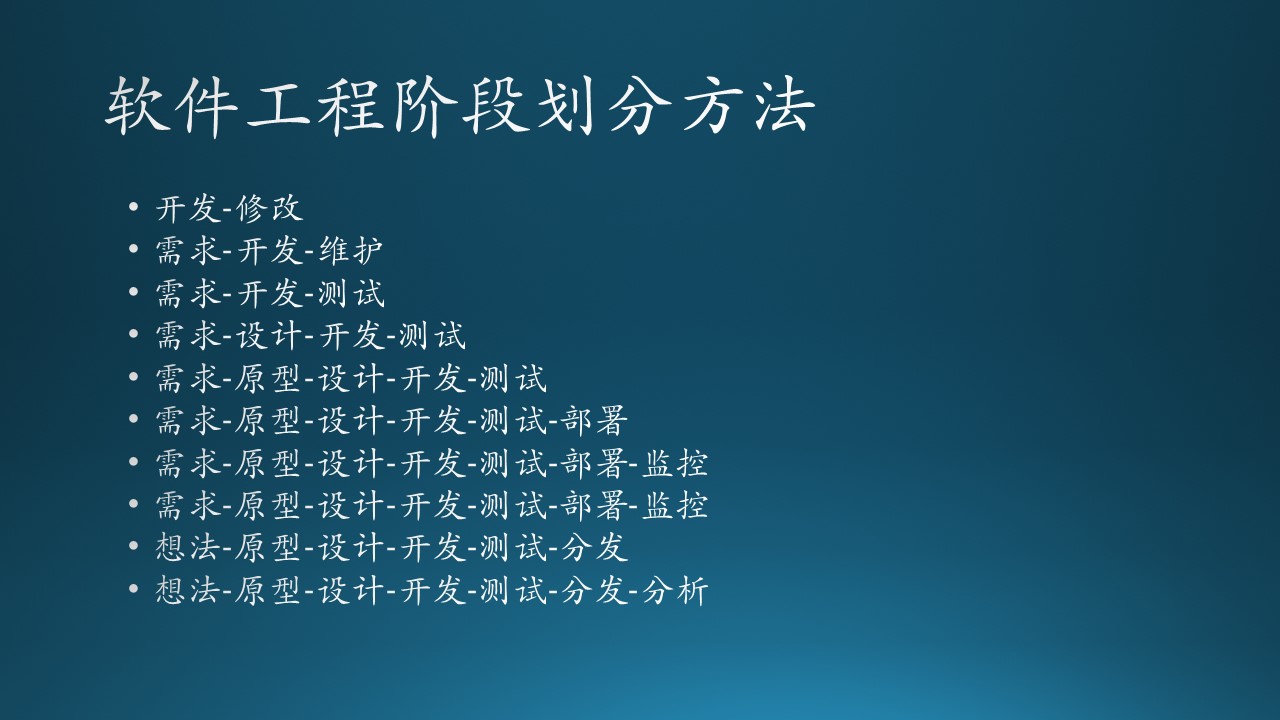 软件工程阶段划分方法
• 开发-修改
• 需求-开发-维护
• 需求-开发-测试
• 需求-设计-开发-测试
• 需求-原型-设计-开发-测试
• 需求-原型-设计-开发-测试-部署
• 需求-原型-设计-开发-测试-部署-监控
• 需求-原型-设计-开发-测试-部署-监控
• 想法-原型-设计-开发-测试-分发
• 想法-原型-设计-开发-测试-分发-分析